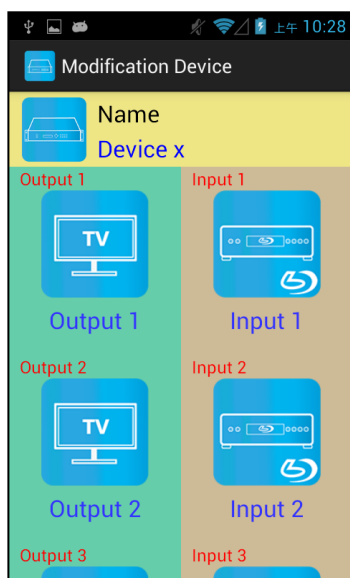 上午 10:28
Modification Device
Name
Device x
Output 1
Input 1
TV
Output 1
Input 1
Output 2
Input 2
TV
Output 2
Input 2
Output 3
Input 3